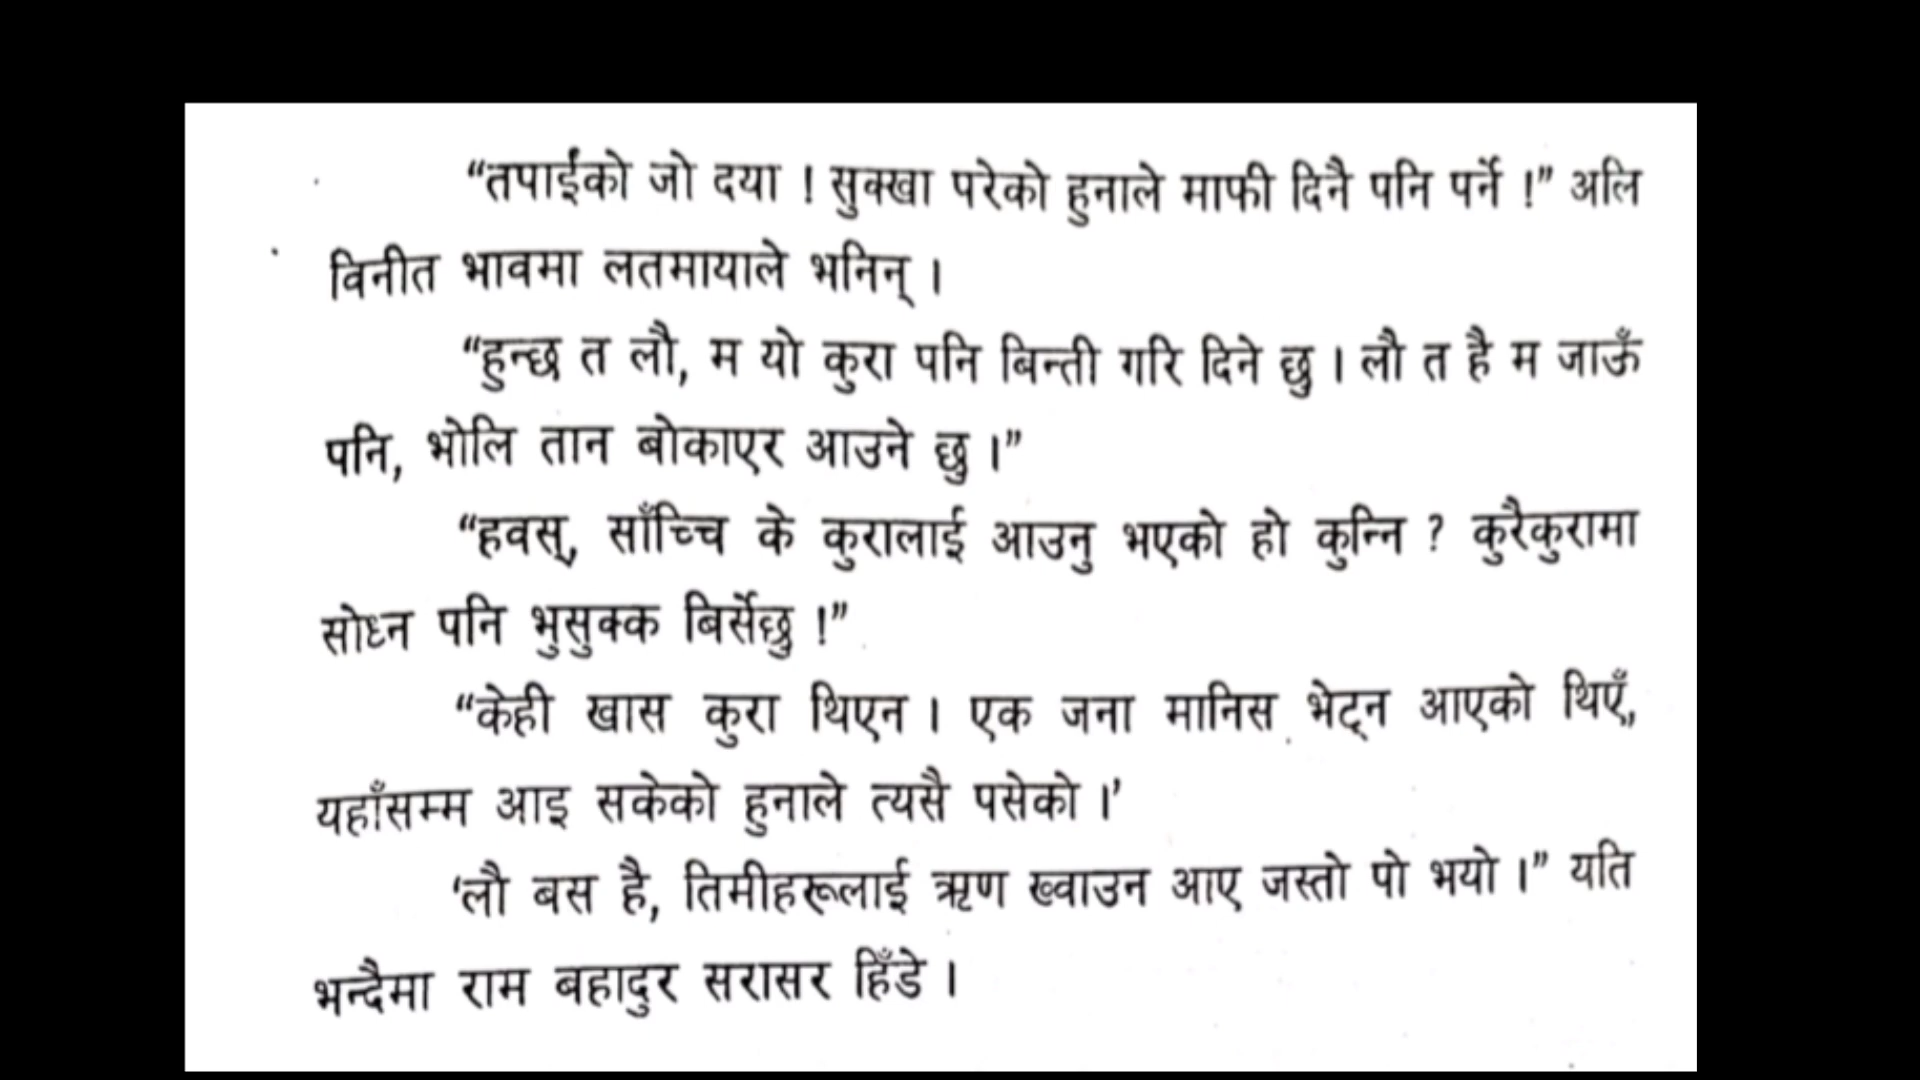 “तपाईंको जो दया ! सुक्खा परेको हुनाले माफी दिनै पनि पर्ने !” अलि
विनीत भावमा लतमायाले भनिन् ।
“हुन्छ त लौ, म यो कुरा पनि बिन्ती गरि दिने छु । लौ त है म जाऊँ
पनि, भोलि तान बोकाएर आउने छु ।”
“हवस्, साँच्चि के कुरालाई आउनु भएको हो कुन्नि ? कुरैकुरामा
सोध्न पनि भुसुक्क बिर्सेछु !”
“केही खास कुरा थिएन । एक जना मानिस भेट्न आएको थिएँ,
यहाँसम्म आइ सकेको हुनाले त्यसै पसेको ।’
‘लौ बस है, तिमीहरूलाई ऋण ख्वाउन आए जस्तो पो भयो ।” यति
भन्दैमा राम बहादुर सरासर हिँडे ।